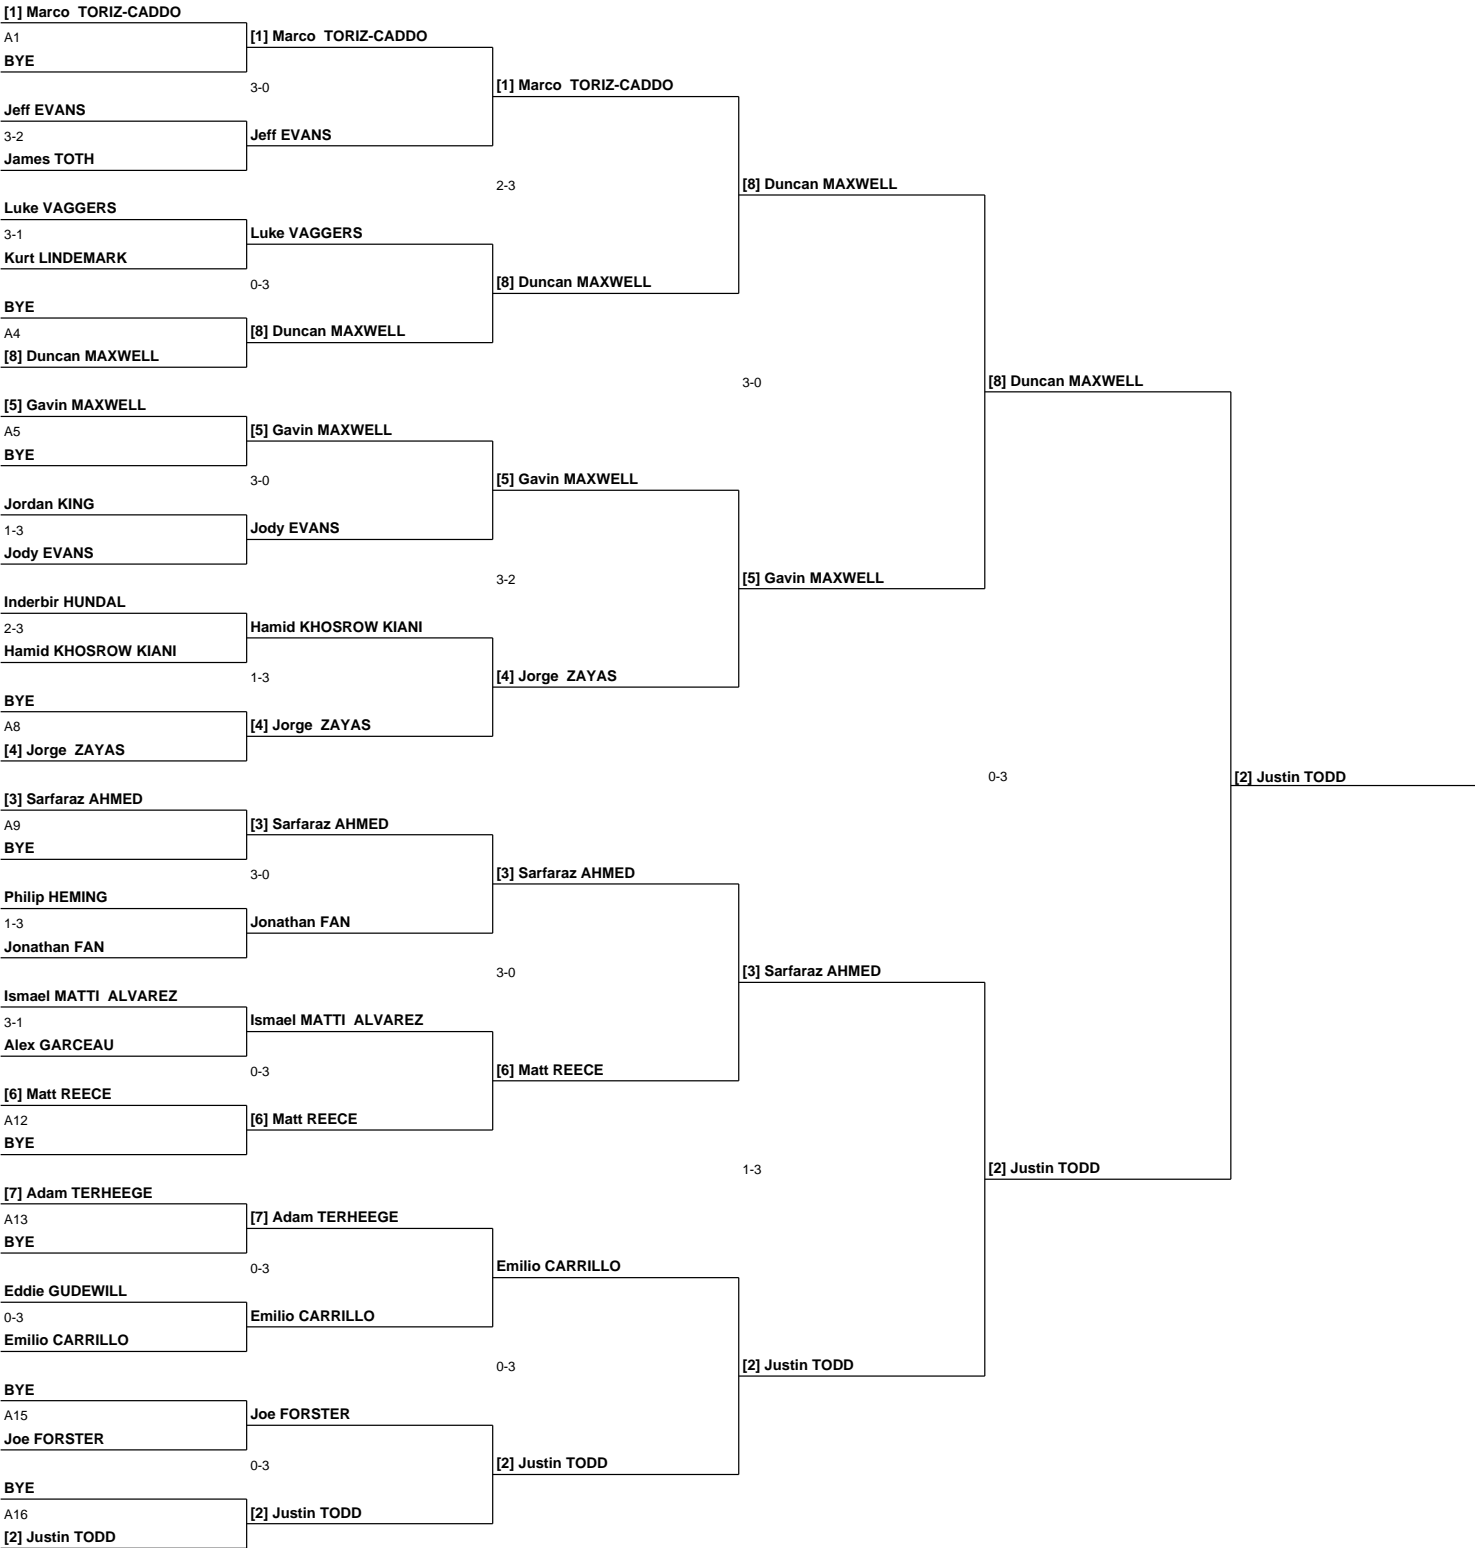 [1] Marco  TORIZ-CADDO
A1
BYE
Jeff EVANS
3-2
James TOTH
Luke VAGGERS
3-1
Kurt LINDEMARK
BYE
A4
[8] Duncan MAXWELL
[5] Gavin MAXWELL
A5
BYE
Jordan KING
1-3
Jody EVANS
Inderbir HUNDAL
2-3
Hamid KHOSROW KIANI
BYE
A8
[4] Jorge  ZAYAS
[3] Sarfaraz AHMED
A9
BYE
Philip HEMING
1-3
Jonathan FAN
Ismael MATTI  ALVAREZ
3-1
Alex GARCEAU
[6] Matt REECE
A12
BYE
[7] Adam TERHEEGE
A13
BYE
Eddie GUDEWILL
0-3
Emilio CARRILLO
BYE
A15
Joe FORSTER
BYE
A16
[2] Justin TODD
[1] Marco  TORIZ-CADDO
3-0
Jeff EVANS
Luke VAGGERS
0-3
[8] Duncan MAXWELL
[5] Gavin MAXWELL
3-0
Jody EVANS
Hamid KHOSROW KIANI
1-3
[4] Jorge  ZAYAS
[3] Sarfaraz AHMED
3-0
Jonathan FAN
Ismael MATTI  ALVAREZ
0-3
[6] Matt REECE
[7] Adam TERHEEGE
0-3
Emilio CARRILLO
Joe FORSTER
0-3
[2] Justin TODD
[1] Marco  TORIZ-CADDO
2-3
[8] Duncan MAXWELL
[5] Gavin MAXWELL
3-2
[4] Jorge  ZAYAS
[3] Sarfaraz AHMED
3-0
[6] Matt REECE
Emilio CARRILLO
0-3
[2] Justin TODD
[8] Duncan MAXWELL
3-0
[5] Gavin MAXWELL
[3] Sarfaraz AHMED
1-3
[2] Justin TODD
[8] Duncan MAXWELL
0-3
[2] Justin TODD
[2] Justin TODD